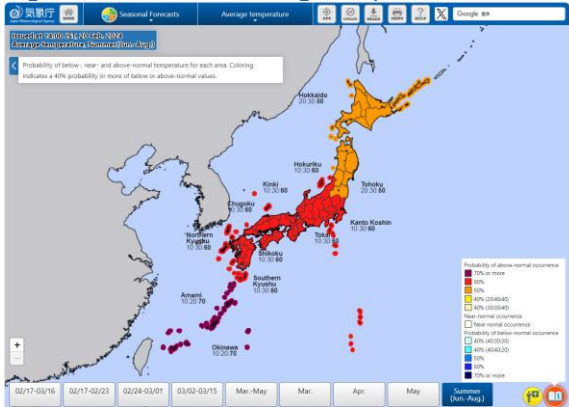 気象庁
Japan Meteorological Agency
HOME
Seasonal Forecasts
Average temperature
HELP
Google
Issued at 14:00 JST, 20 Feb. 2024
Average Temperature, Summer (Jun.-Aug.)
Probability of below-, near- and above-normal temperature for each area. Coloring
indicates a 40% probability or more of below or above-normal values.
Hokkaido
20:30:50
Hokuriku
10:30:60
Tohoku
20:30:50
Kinki
10:30:60
Chugoku
10:30:60
Kanto Koshin
10:30:60
Tokai
10:30:60
Northern
Kyushu
10:30:60
Shikoku
10:30:60
Southern
Kyushu
10:30:60
Amami
10:20:70
Okinawa
10:20:70
Probability of above-normal occurrence
70% or more
60%
50%
40% (20:40:40)
40% (30:30:40)
Near-normal occurrence
Near-normal occurrence
Probability of below-normal occurrence
40% (40:30:30)
40% (40:40:20)
50%
60%
70% or more
+
−
02/17-03/16
02/17-02/23
02/24-03/01
03/02-03/15
Mar.-May
Mar.
Apr.
May
Summer
(Jun.-Aug.)